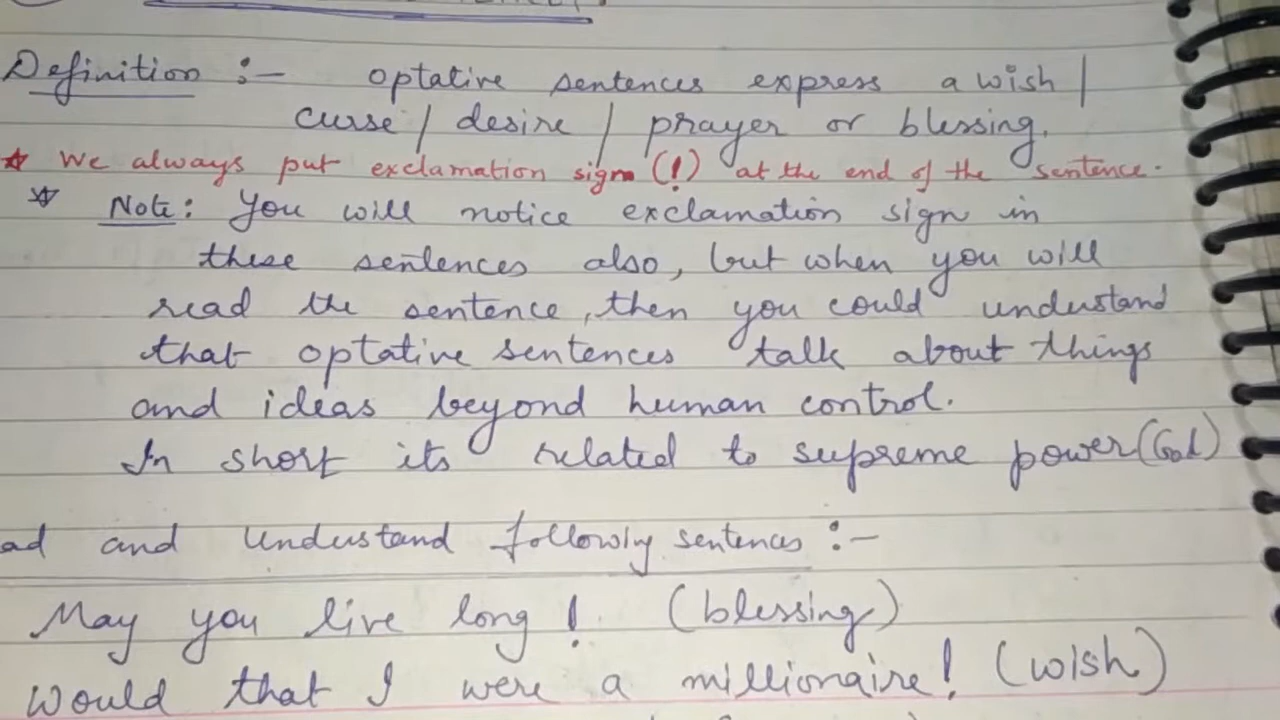 Definition :- optative sentences express a wish /
curse / desire / prayer or blessing.
☆ We always put exclamation sign (!) at the end of the sentence.
☆ Note: You will notice exclamation sign in
these sentences also, but when you will
read the sentence, then you could understand
that optative sentences talk about things
and ideas beyond human control.
In short its related to supreme power (God)
ad and understand following sentences :-
May you live long! (blessing)
Would that I were a millionaire! (wish)